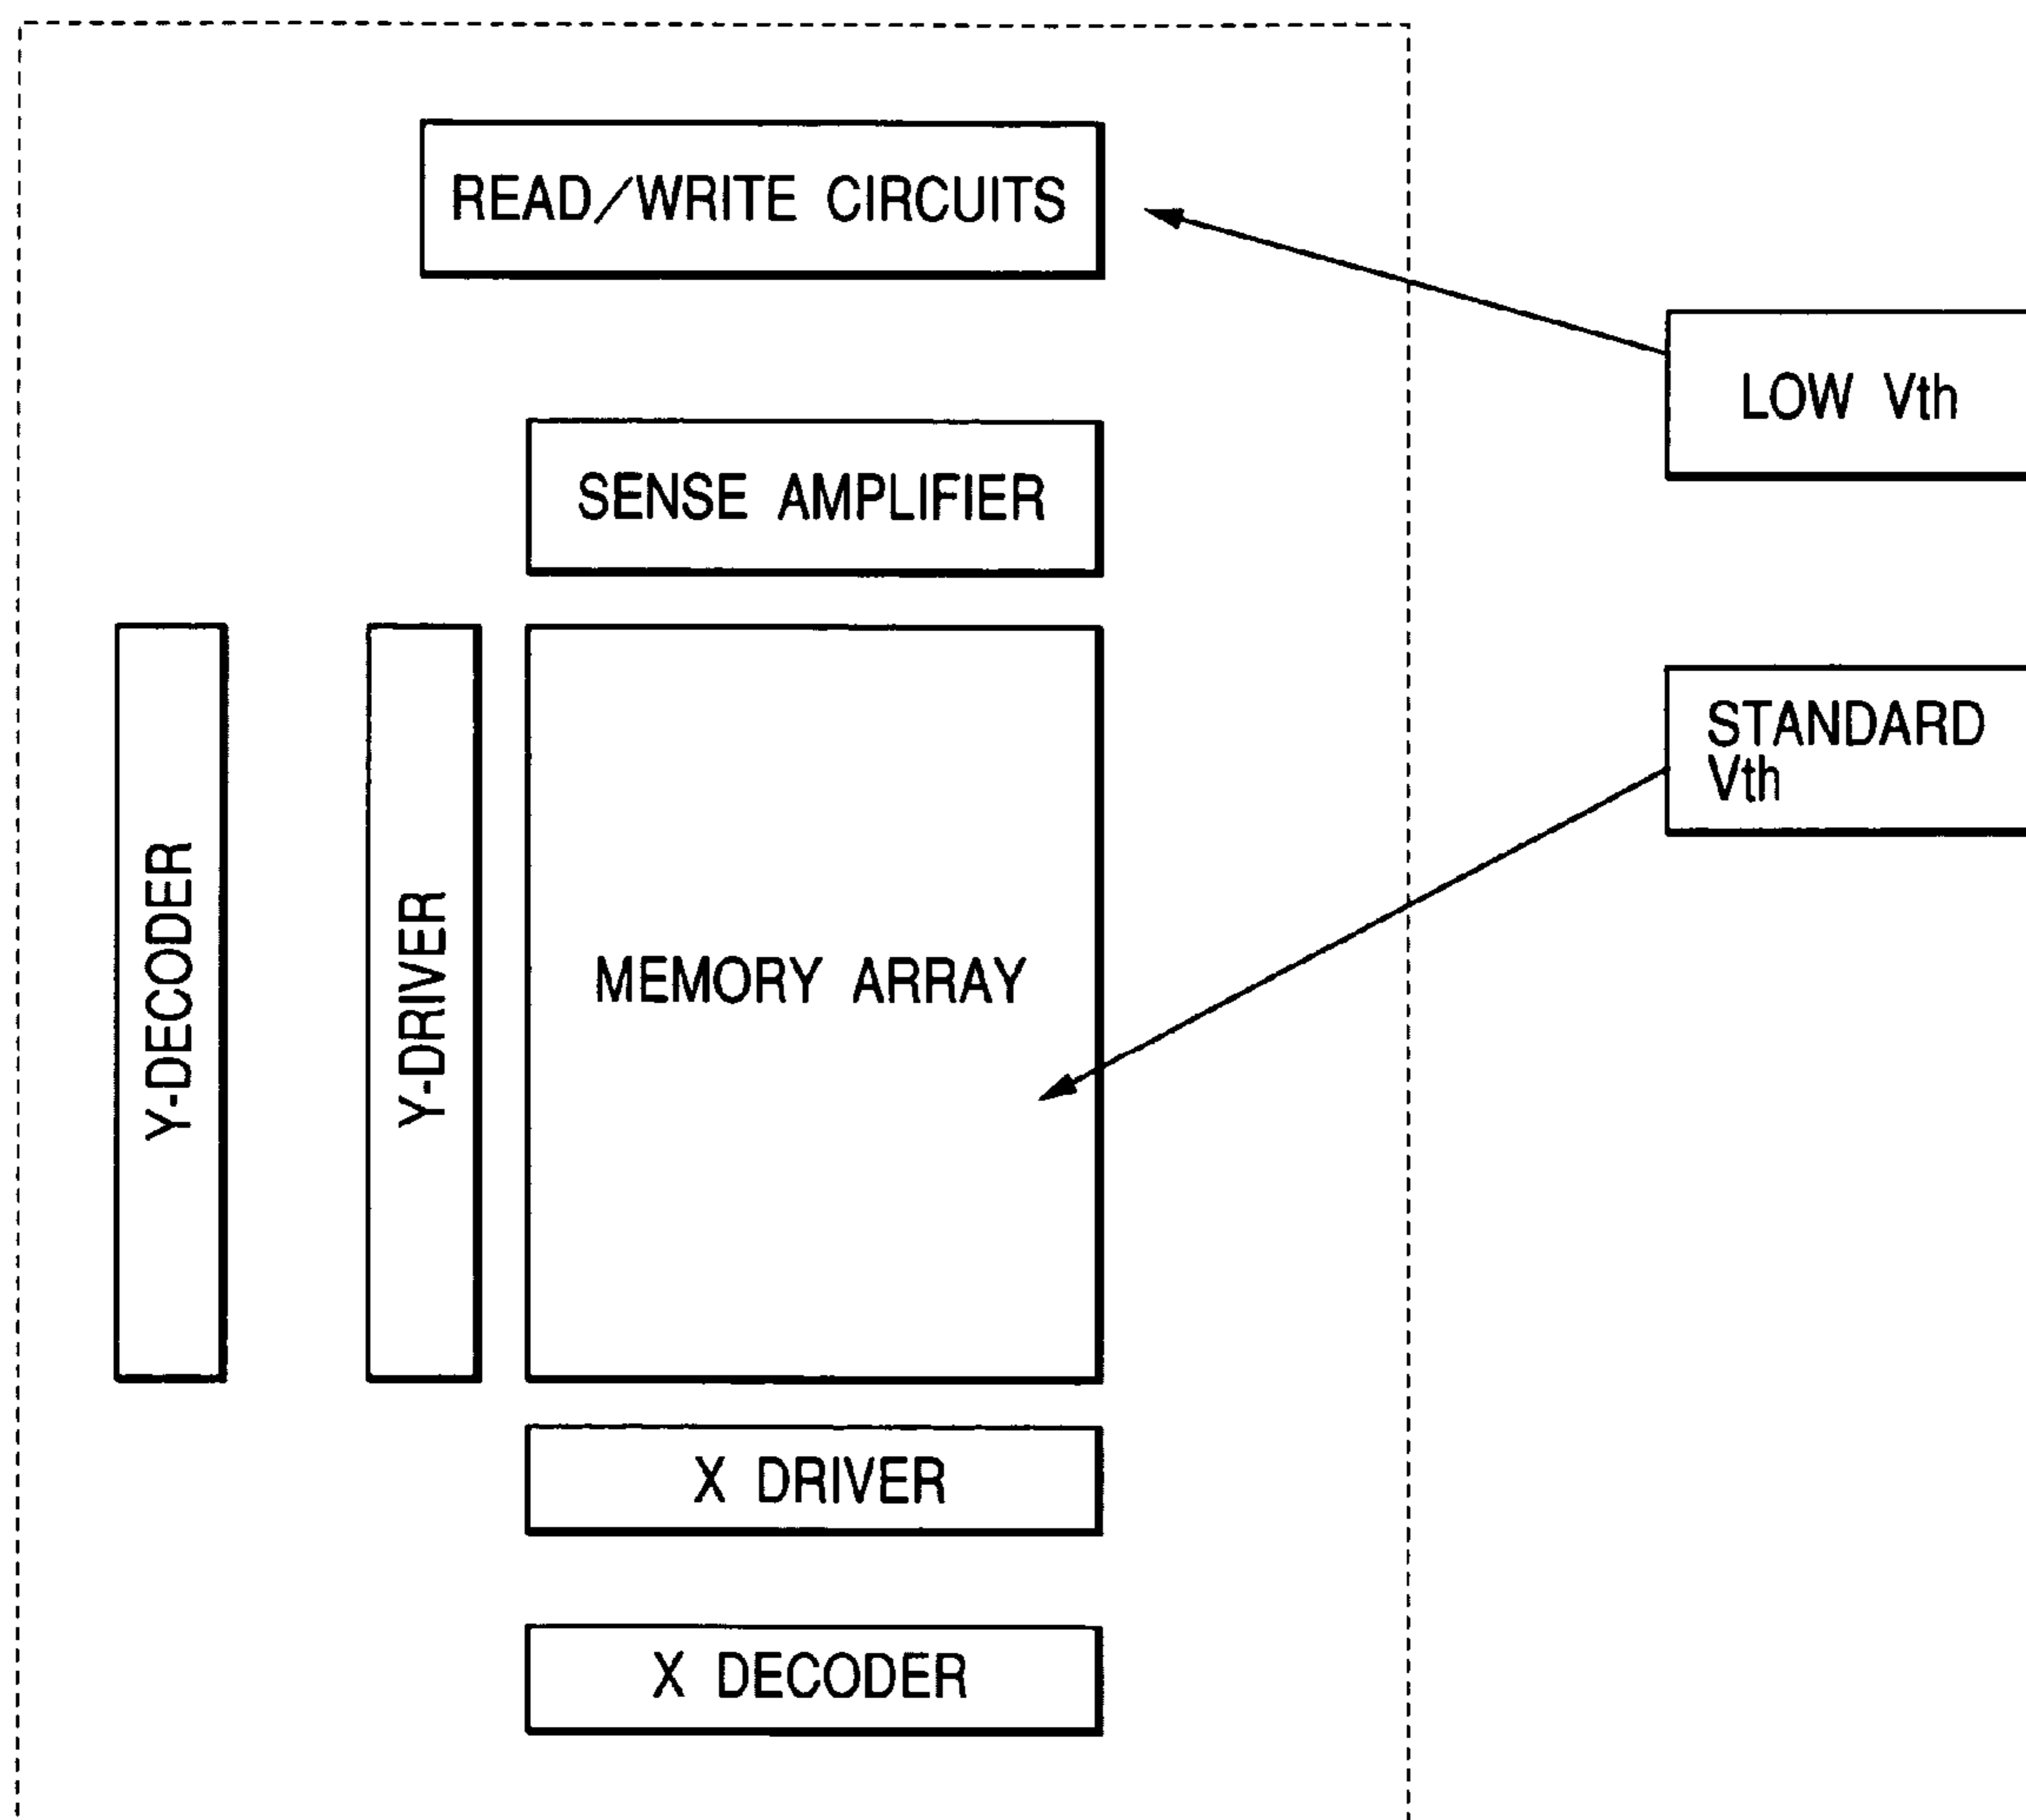 READ/WRITE CIRCUITS
LOW Vth
SENSE AMPLIFIER
STANDARD
Vth
Y-DECODER
Y-DRIVER
MEMORY ARRAY
X DRIVER
X DECODER